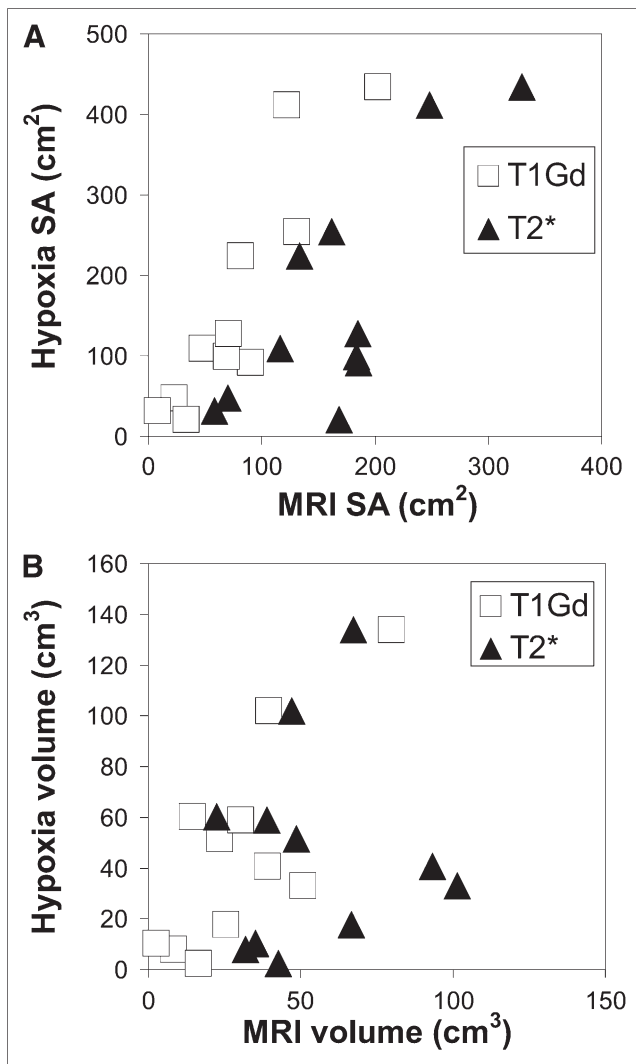 A
500
400
300
200
100
0
Hypoxia SA (cm²)
T1Gd
T2*
0 100 200 300 400
MRI SA (cm²)
B
160
140
120
100
80
60
40
20
0
Hypoxia volume (cm³)
T1Gd
T2*
0 50 100 150
MRI volume (cm³)